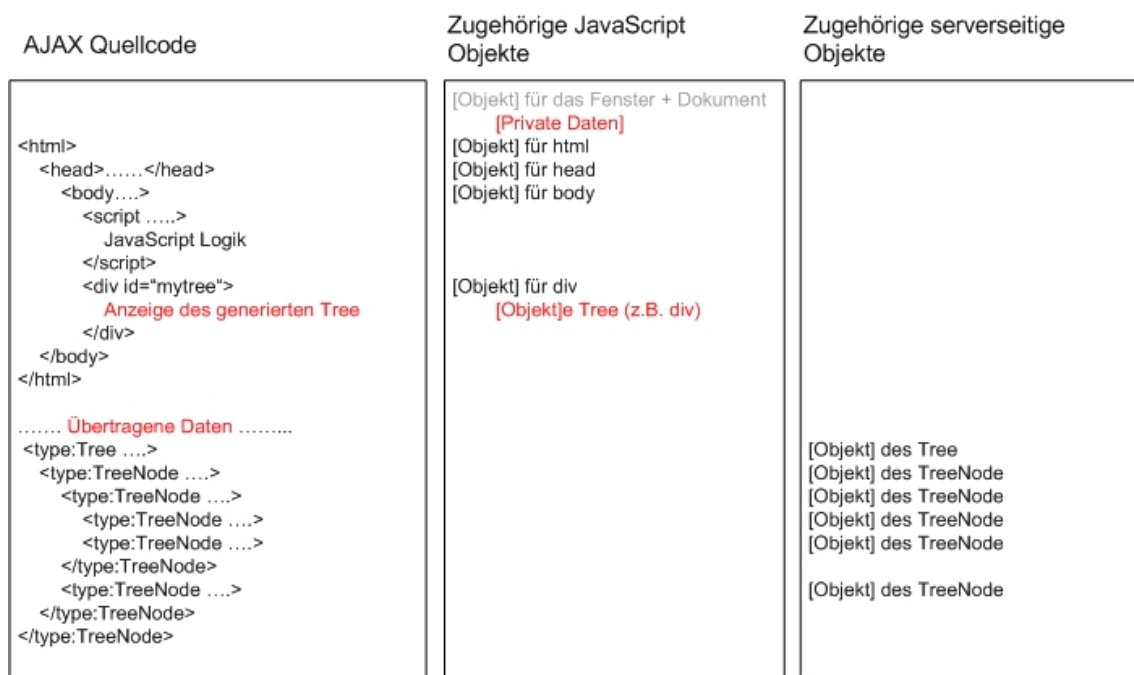 AJAX Quellcode
<html>
<head>……</head>
<body….>
<script …..>
JavaScript Logik
</script>
<div id=“mytree“>
Anzeige des generierten Tree
</div>
</body>
</html>
……. Übertragene Daten ……...
<type:Tree ….>
<type:TreeNode ….>
<type:TreeNode ….>
<type:TreeNode ….>
<type:TreeNode ….>
</type:TreeNode>
<type:TreeNode ….>
</type:TreeNode>
</type:TreeNode>
Zugehörige JavaScript
Objekte
[Objekt] für das Fenster + Dokument
[Private Daten]
[Objekt] für html
[Objekt] für head
[Objekt] für body
[Objekt] für div
[Objekt]e Tree (z.B. div)
Zugehörige serverseitige
Objekte
[Objekt] des Tree
[Objekt] des TreeNode
[Objekt] des TreeNode
[Objekt] des TreeNode
[Objekt] des TreeNode
[Objekt] des TreeNode